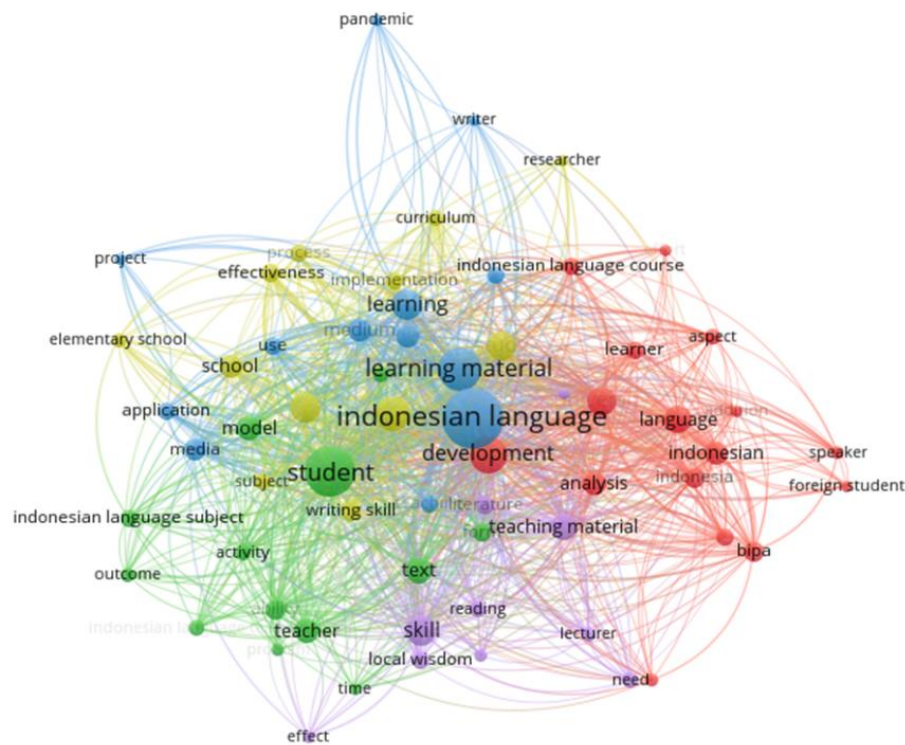 pandemic
writer
researcher
curriculum
process
project
effectiveness
indonesian language course
implementation
learning
medium
elementary school
use
learner
aspect
school
learning material
application
model
indonesian language
language
media
development
indonesian
speaker
student
subject
analysis
indonesia
foreign student
writing skill
literature
indonesian language subject
teaching material
activity
bipa
text
outcome
ability
reading
teacher
skill
lecturer
local wisdom
need
time
effect